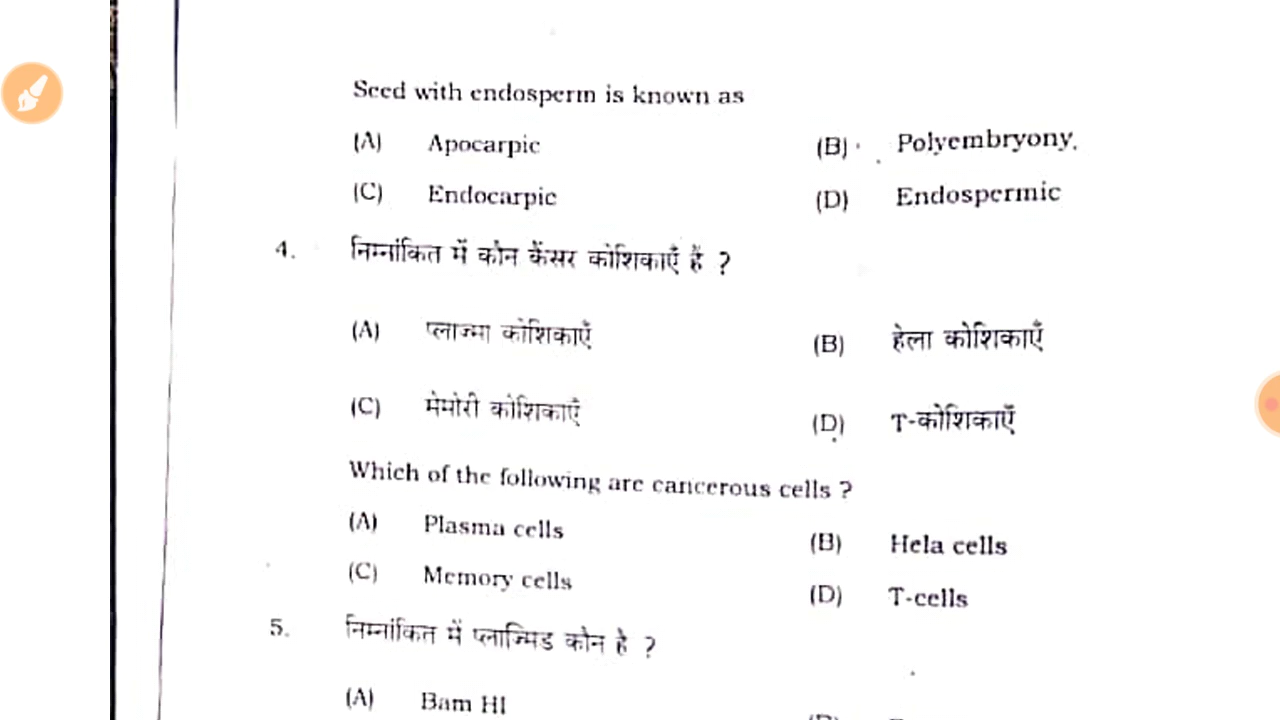 Seed with endosperm is known as
(A) Apocarpic (B) Polyembryony
(C) Endocarpic (D) Endospermic
4. निम्नांकित में कौन कैंसर कोशिकाएँ हैं ?
(A) प्लाज्मा कोशिकाएँ (B) हेला कोशिकाएँ
(C) मेमोरी कोशिकाएँ (D) T-कोशिकाएँ
Which of the following are cancerous cells ?
(A) Plasma cells (B) Hela cells
(C) Memory cells (D) T-cells
5. निम्नांकित में प्लाज्मिड कौन है ?
(A) Bam HI